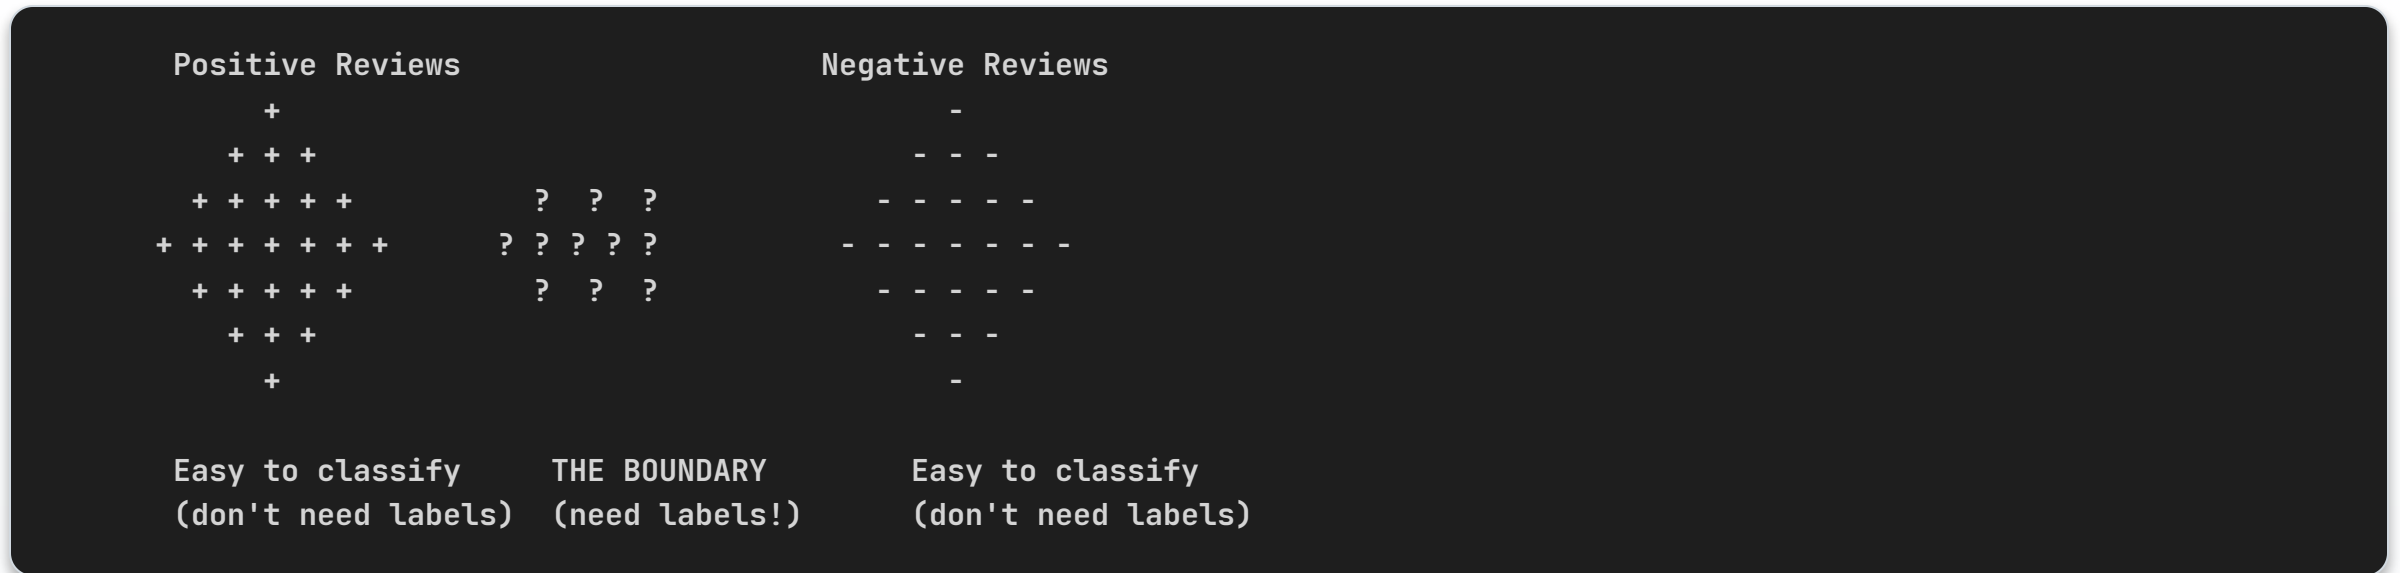 Positive Reviews                    Negative Reviews
+                                     -
+ + +                                 - - -
+ + + + +          ?  ?  ?            - - - - -
+ + + + + + +      ? ? ? ? ?          - - - - - - -
+ + + + +          ?  ?  ?            - - - - -
+ + +                                 - - -
+                                     -
Easy to classify     THE BOUNDARY        Easy to classify
(don't need labels)  (need labels!)      (don't need labels)